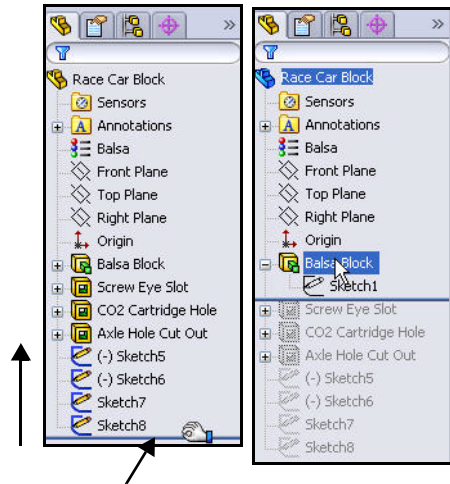 Race Car Block
Sensors
Annotations
Balsa
Front Plane
Top Plane
Right Plane
Origin
Balsa Block
Screw Eye Slot
CO2 Cartridge Hole
Axle Hole Cut Out
(-) Sketch5
(-) Sketch6
Sketch7
Sketch8
Race Car Block
Sensors
Annotations
Balsa
Front Plane
Top Plane
Right Plane
Origin
Balsa Block
Sketch1
Screw Eye Slot
CO2 Cartridge Hole
Axle Hole Cut Out
(-) Sketch5
(-) Sketch6
Sketch7
Sketch8